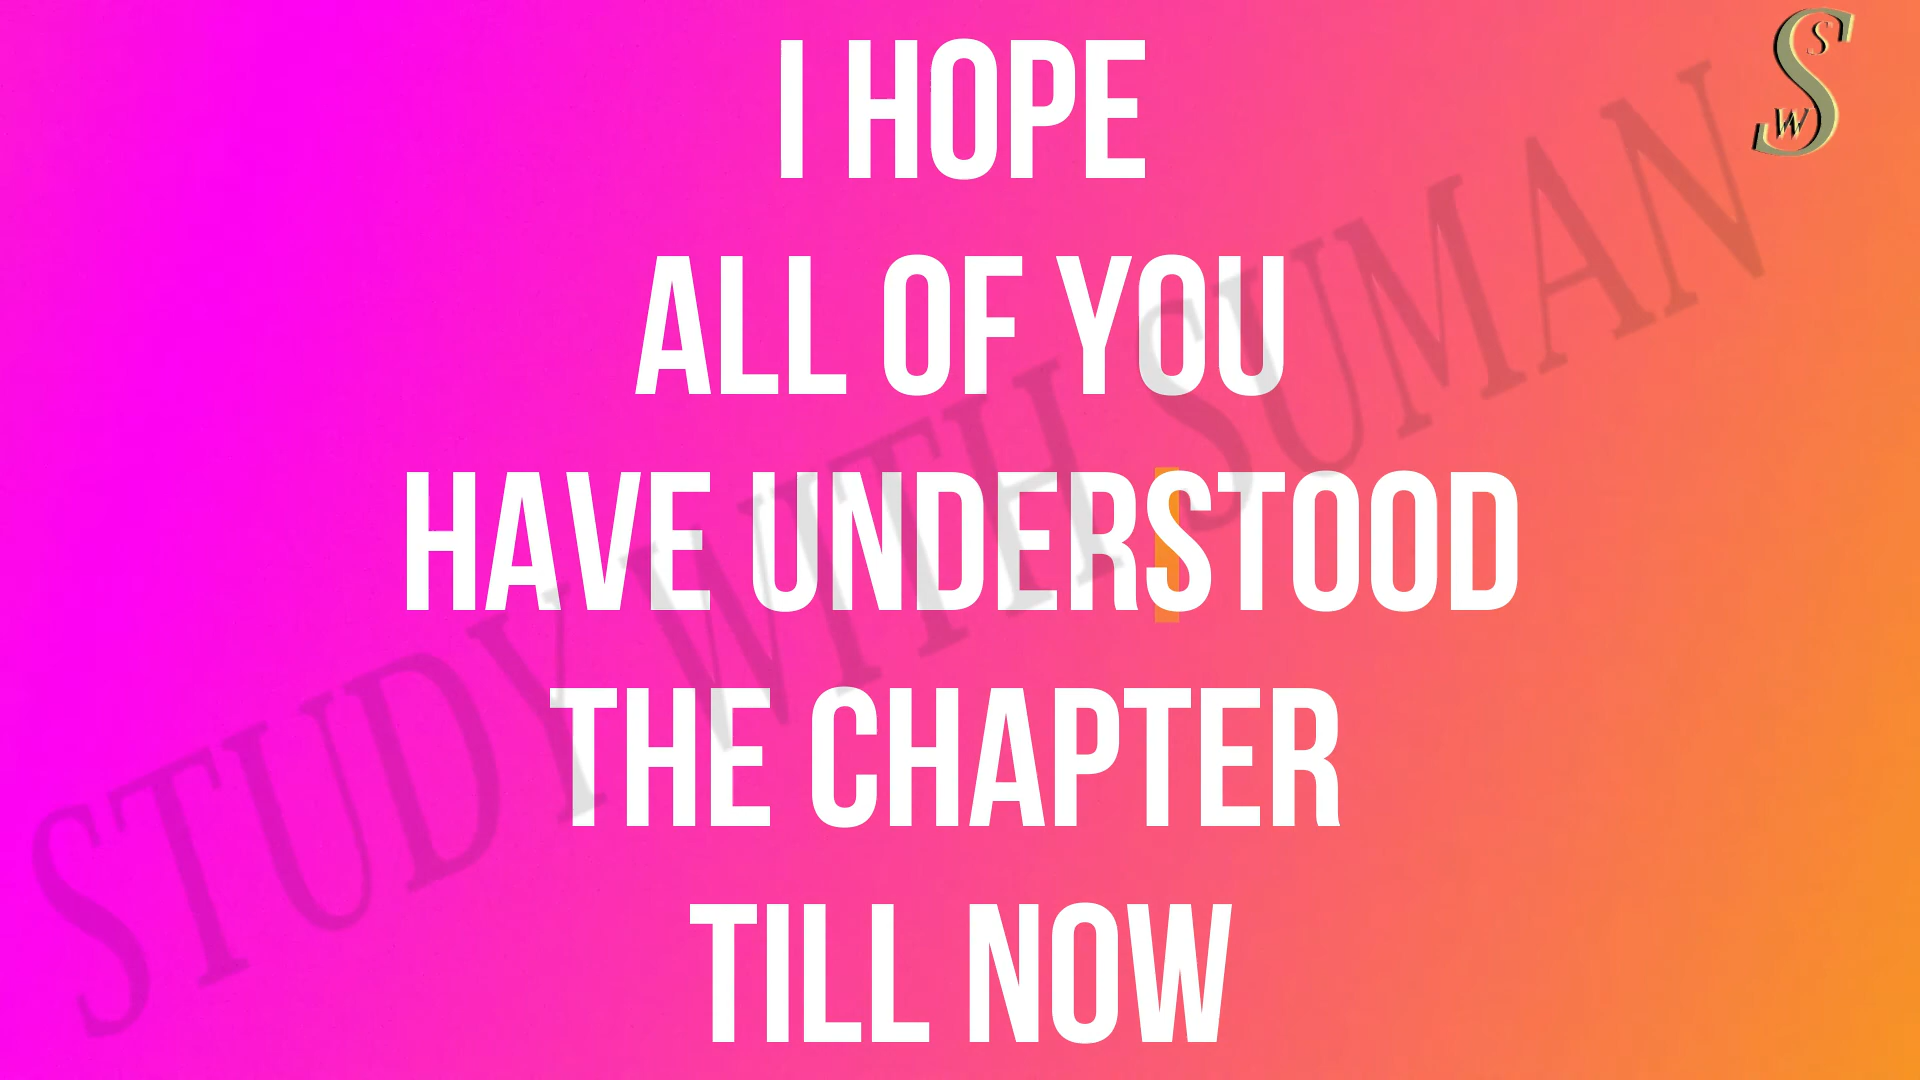 I HOPE
ALL OF YOU
HAVE UNDERSTOOD
THE CHAPTER
TILL NOW
STUDY WITH SUMAN
S
S
W